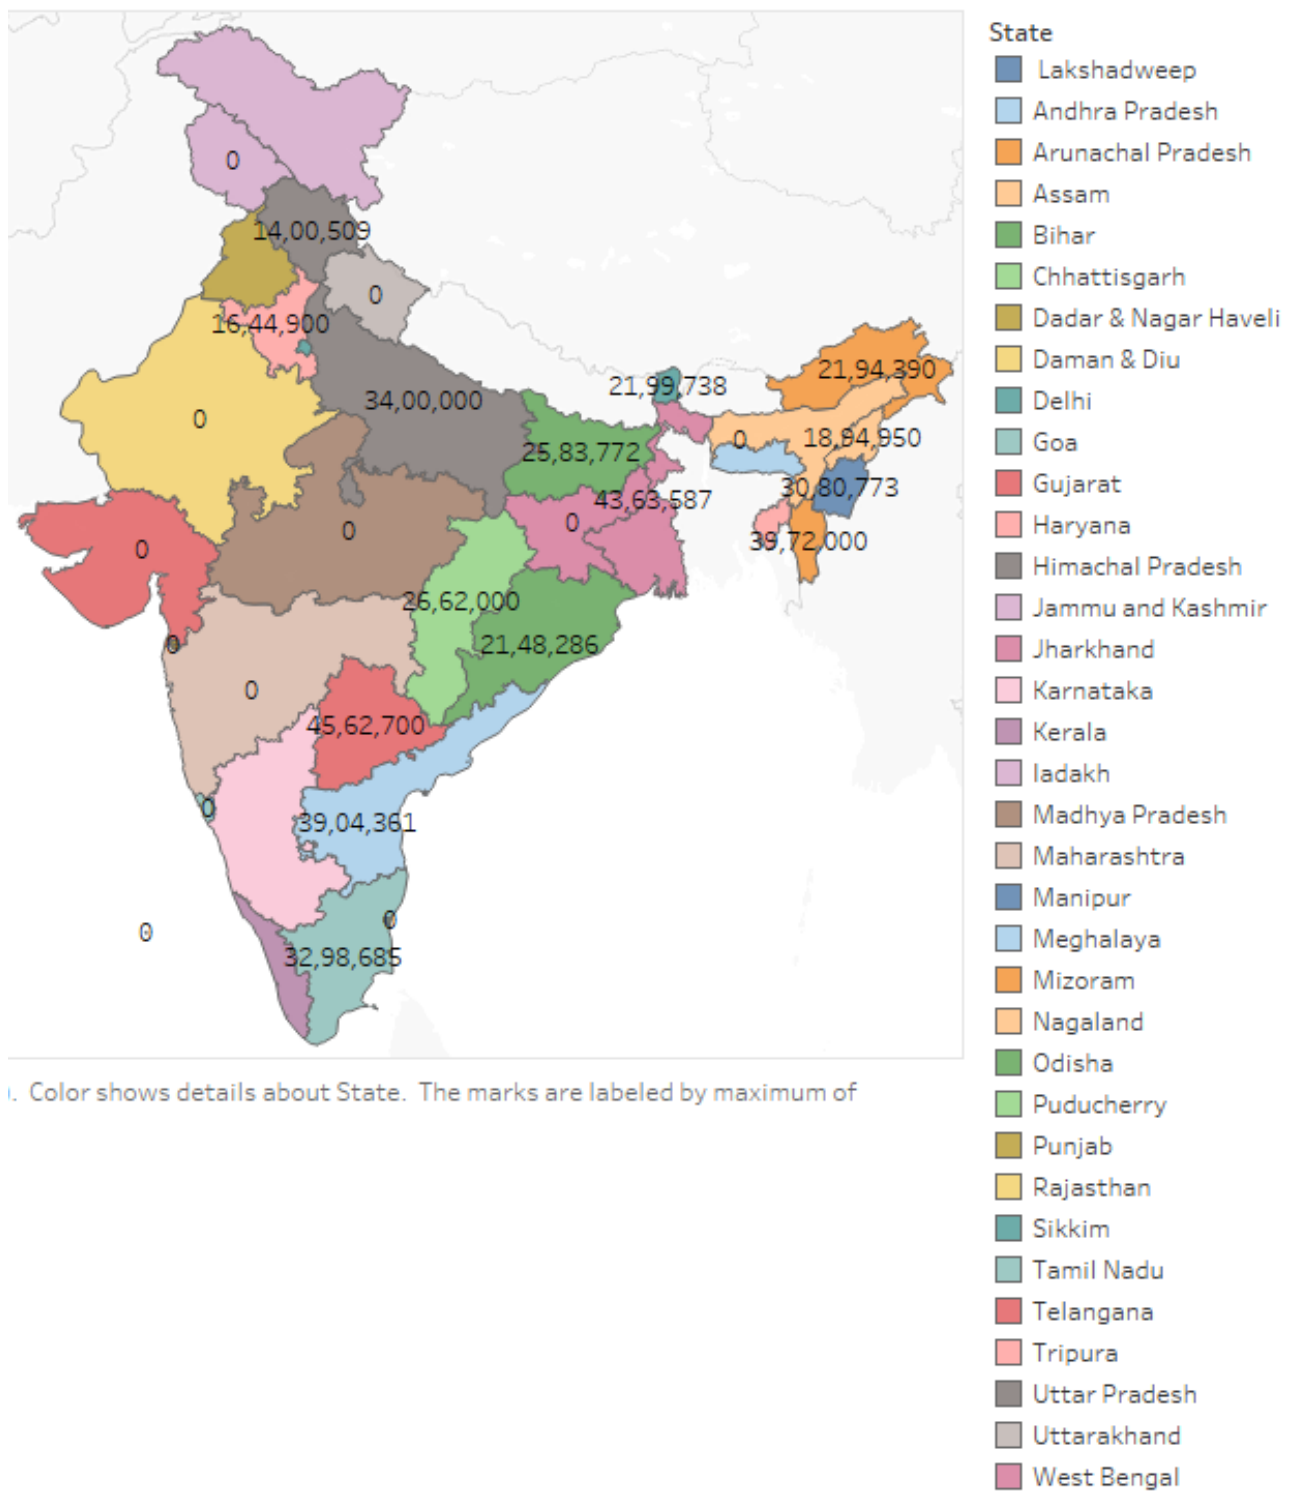 0
14,00,509
0
16,44,900
21,94,390
21,99,738
34,00,000
0
18,94,950
0
25,83,772
30,80,773
43,63,587
0
0
39,72,000
0
26,62,000
0
21,48,286
0
45,62,700
0
39,04,361
0
0
32,98,685
. Color shows details about State. The marks are labeled by maximum of
State
Lakshadweep
Andhra Pradesh
Arunachal Pradesh
Assam
Bihar
Chhattisgarh
Dadar & Nagar Haveli
Daman & Diu
Delhi
Goa
Gujarat
Haryana
Himachal Pradesh
Jammu and Kashmir
Jharkhand
Karnataka
Kerala
ladakh
Madhya Pradesh
Maharashtra
Manipur
Meghalaya
Mizoram
Nagaland
Odisha
Puducherry
Punjab
Rajasthan
Sikkim
Tamil Nadu
Telangana
Tripura
Uttar Pradesh
Uttarakhand
West Bengal